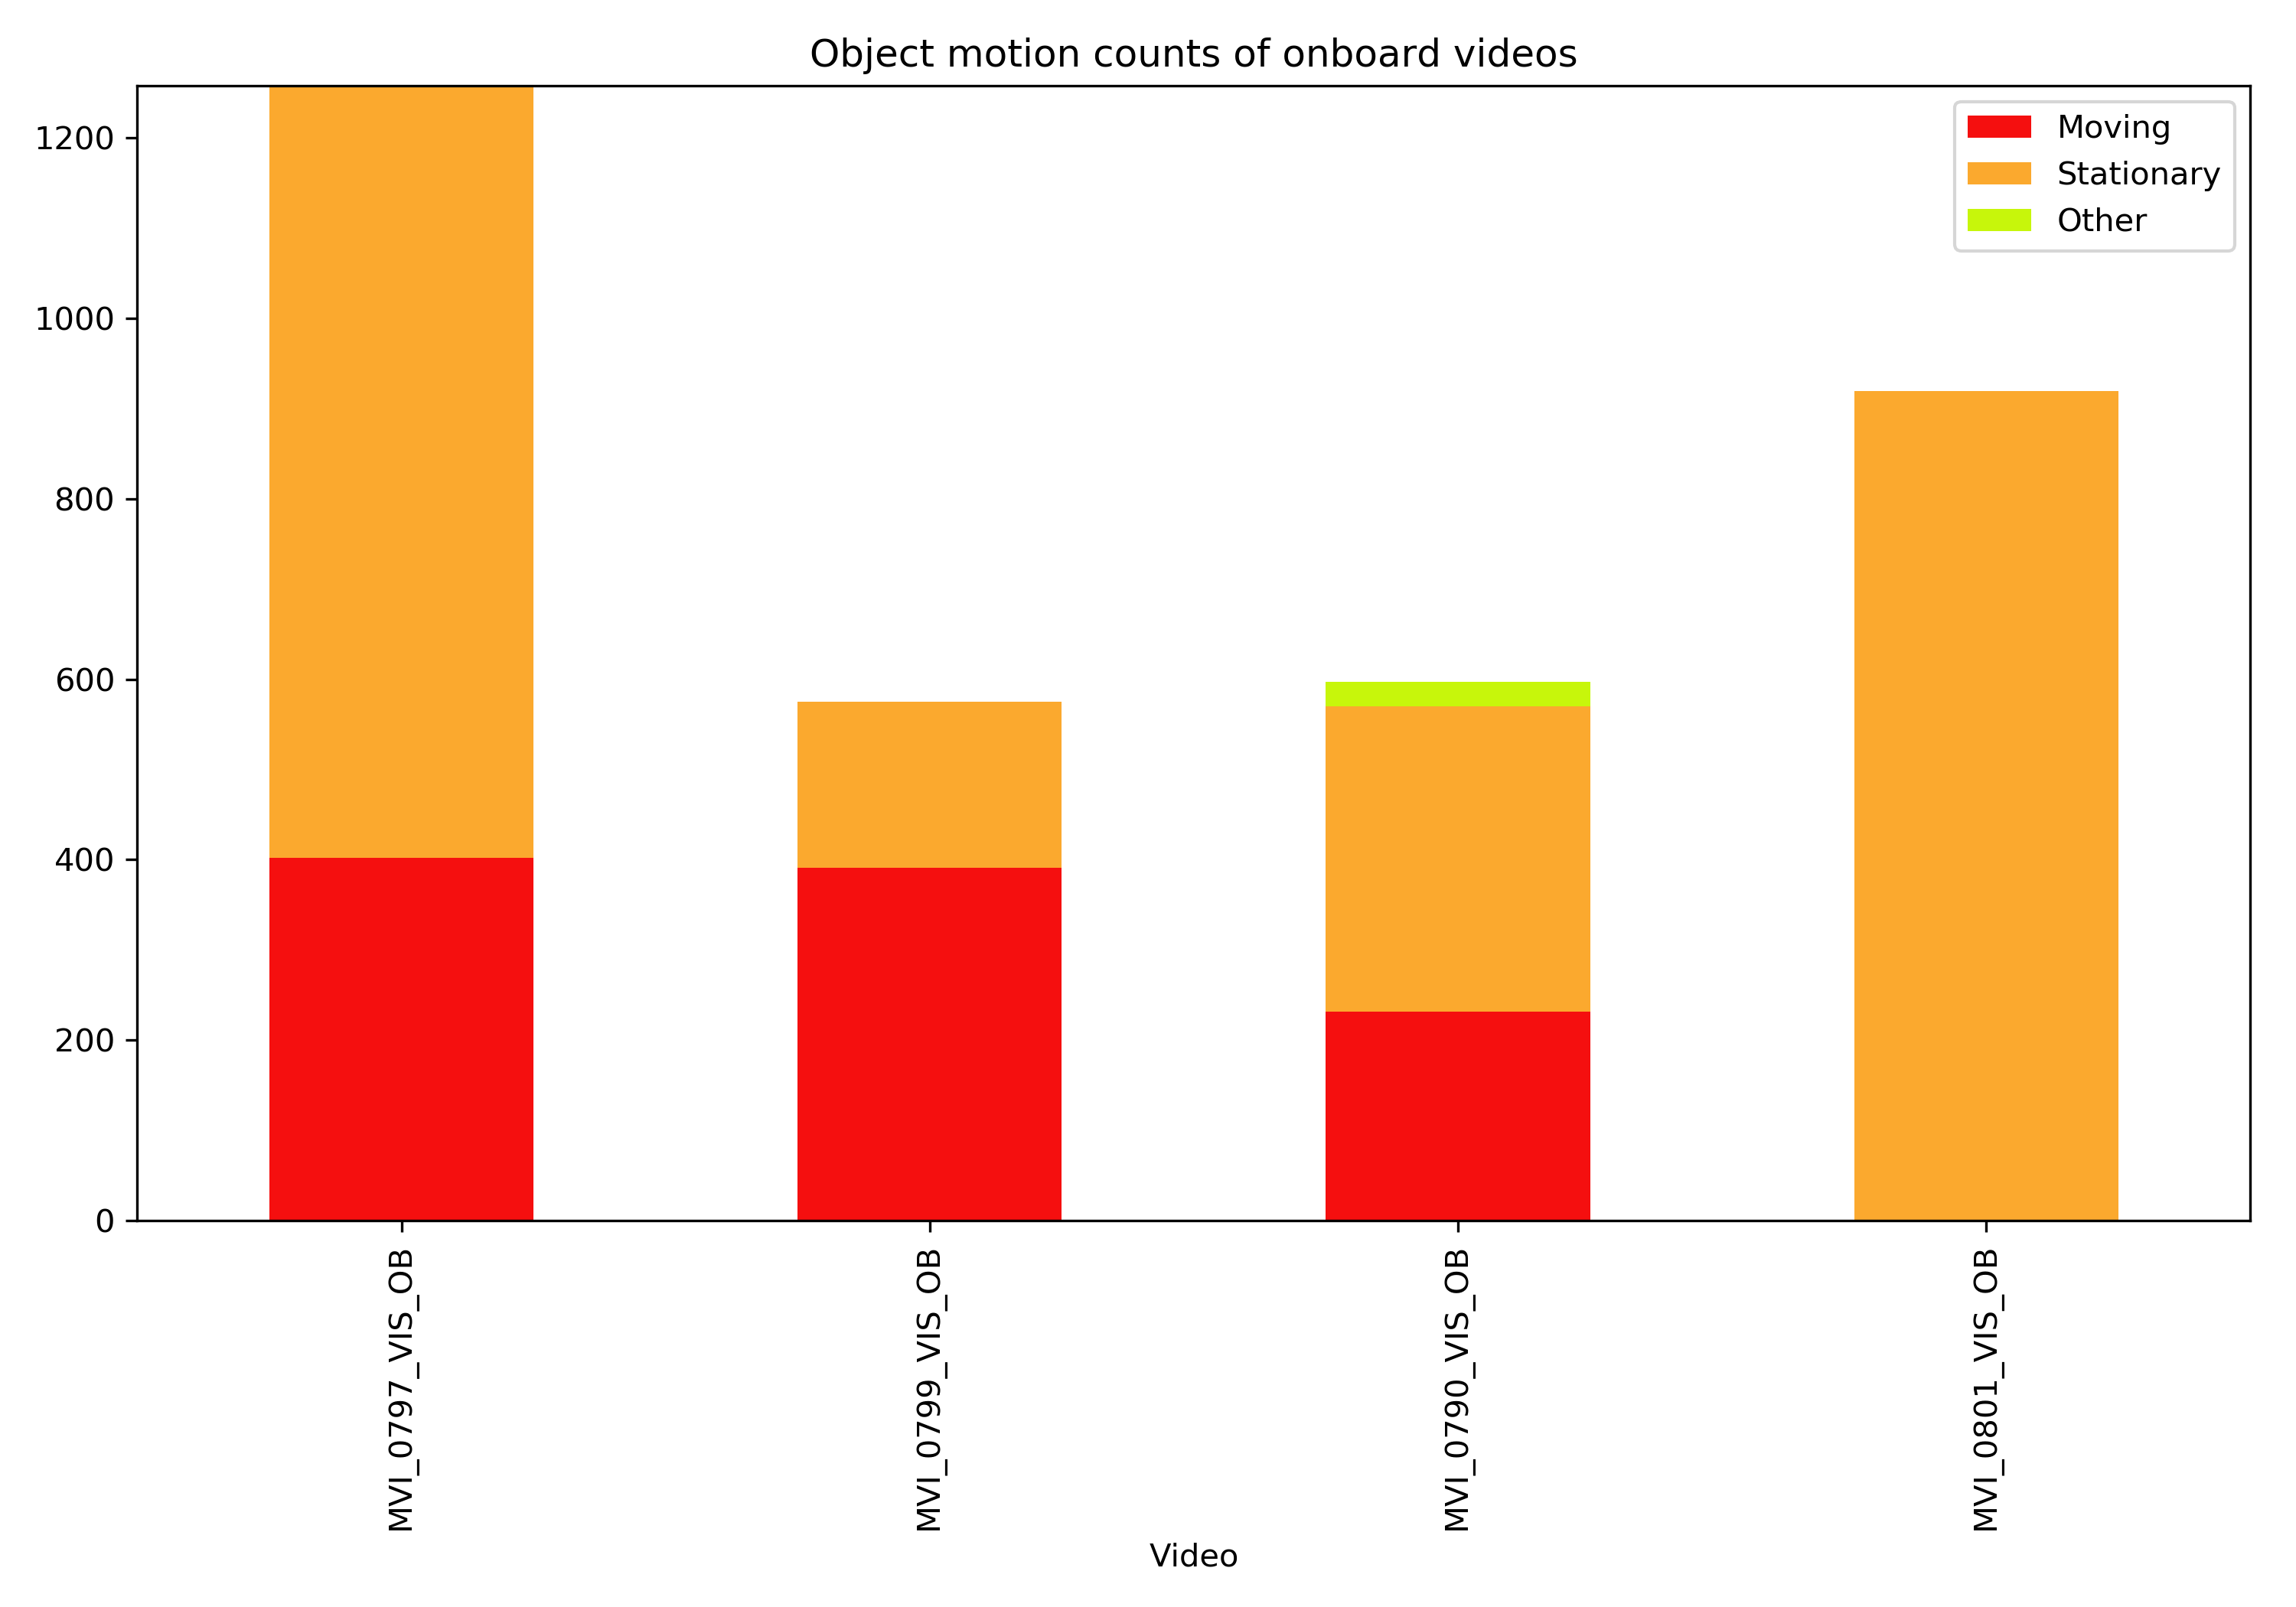 Object motion counts of onboard videos
Moving
Stationary
Other
1200
1000
800
600
400
200
0
MVI_0797_VIS_OB
MVI_0799_VIS_OB
MVI_0790_VIS_OB
MVI_0801_VIS_OB
Video